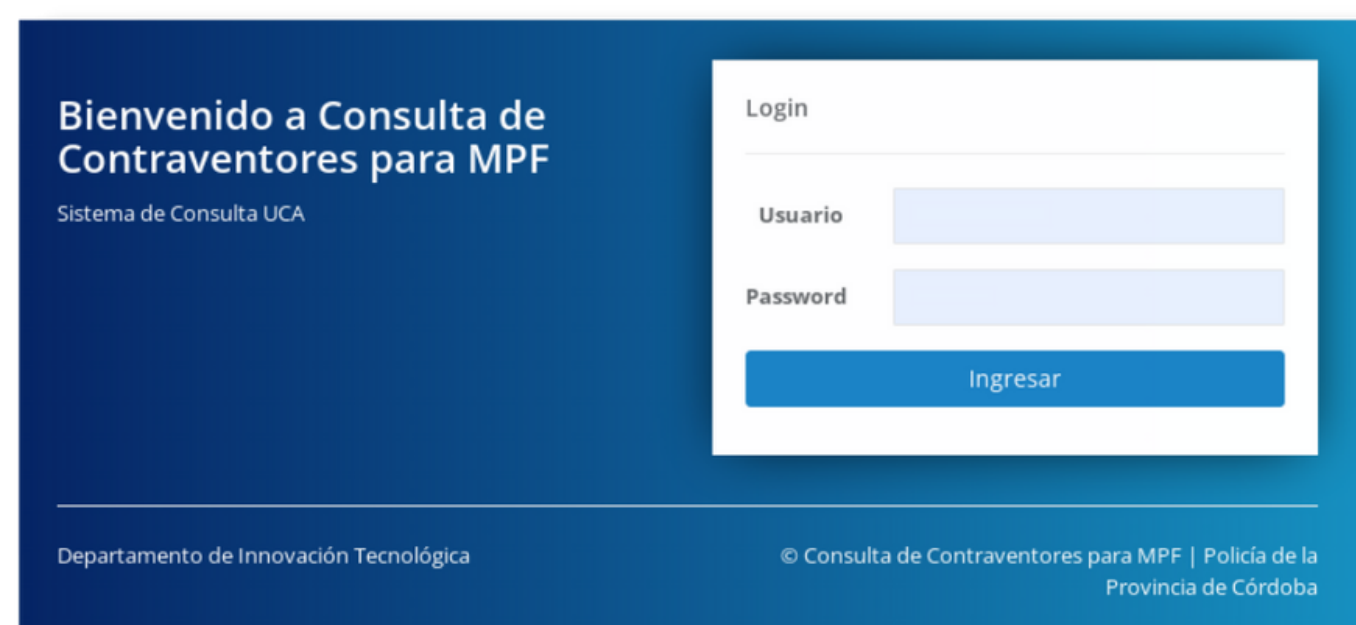 Bienvenido a Consulta de
Contraventores para MPF
Sistema de Consulta UCA
Login
Usuario
Password
Ingresar
Departamento de Innovación Tecnológica
© Consulta de Contraventores para MPF | Policía de la
Provincia de Córdoba